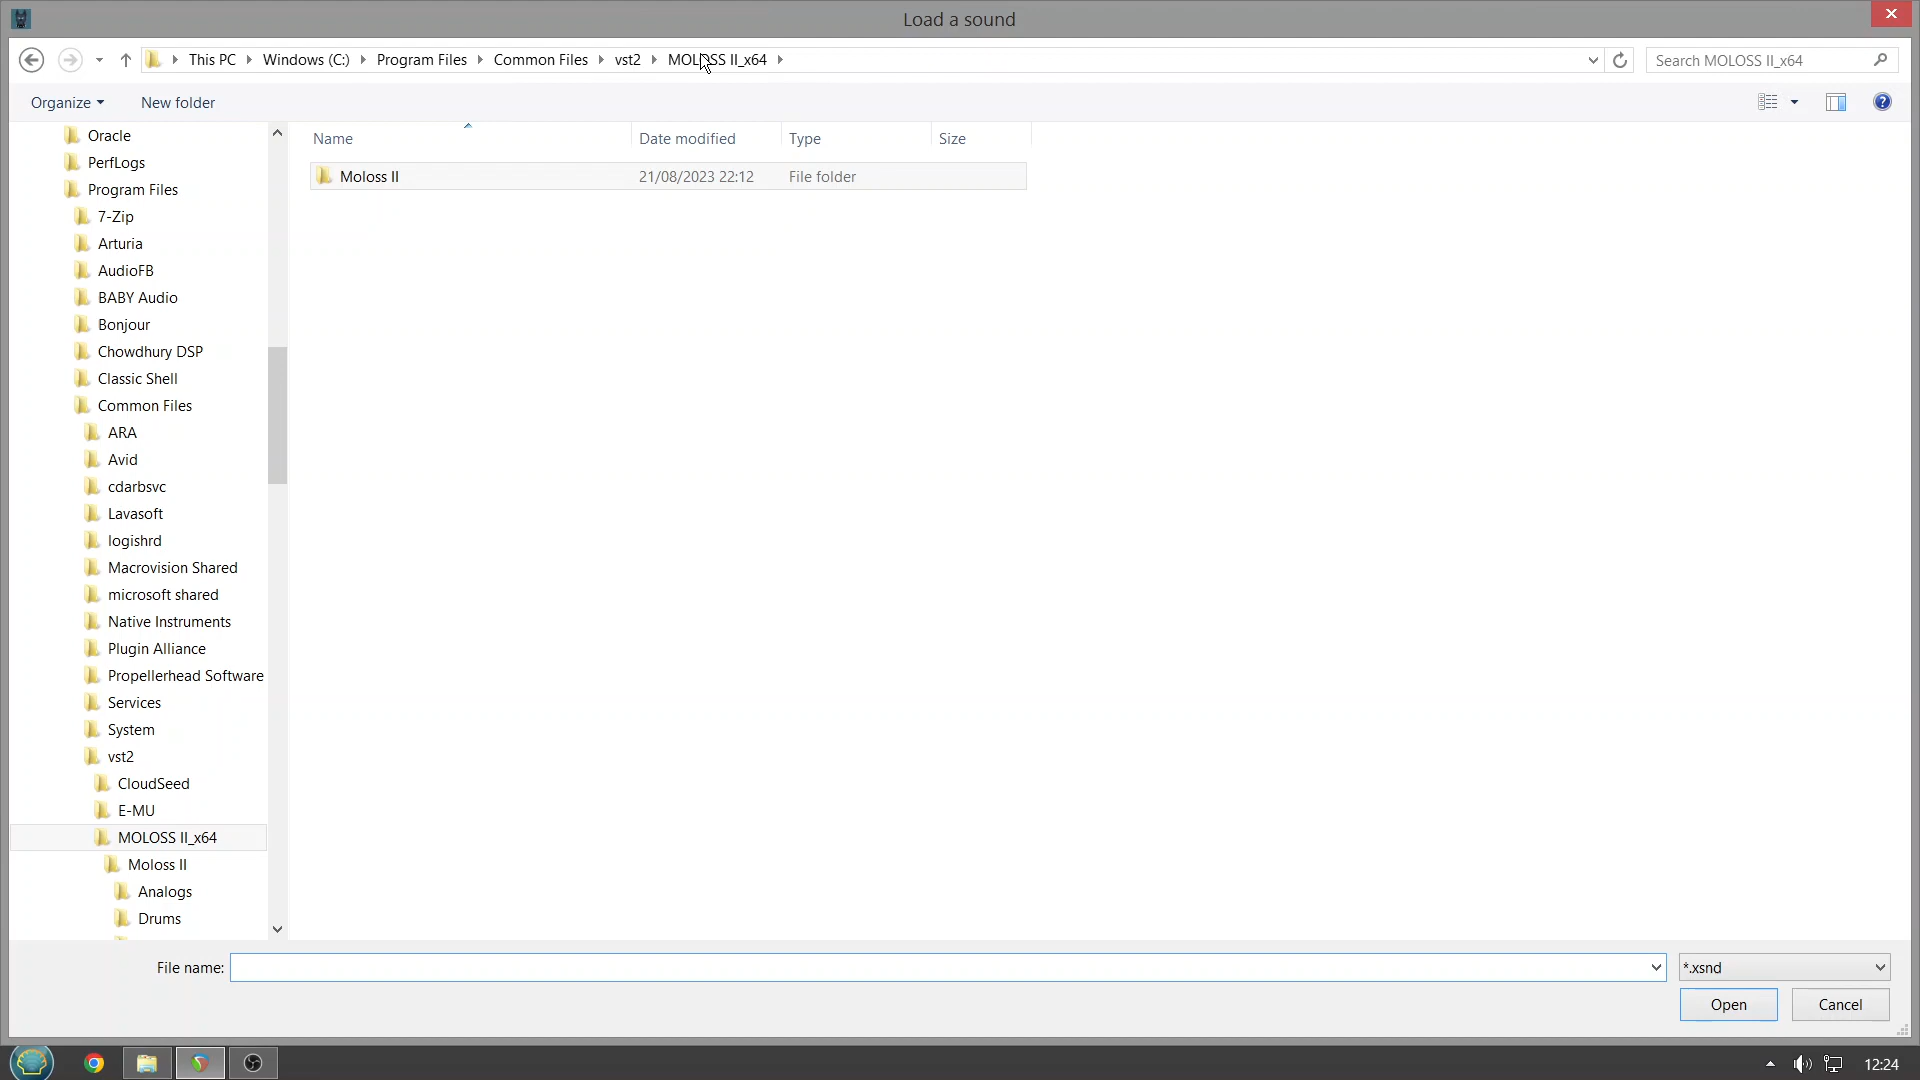 Load a sound
This PC
Windows (C:)
Program Files
Common Files
vst2
MOLOSS II_x64
Search MOLOSS II_x64
Organize
New folder
Name
Date modified
Type
Size
Moloss II
21/08/2023 22:12
File folder
Oracle
PerfLogs
Program Files
7-Zip
Arturia
AudioFB
BABY Audio
Bonjour
Chowdhury DSP
Classic Shell
Common Files
ARA
Avid
cdarbsvc
Lavasoft
logishrd
Macrovision Shared
microsoft shared
Native Instruments
Plugin Alliance
Propellerhead Software
Services
System
vst2
CloudSeed
E-MU
MOLOSS II_x64
Moloss II
Analogs
Drums
File name:
*.xsnd
Open
Cancel
12:24